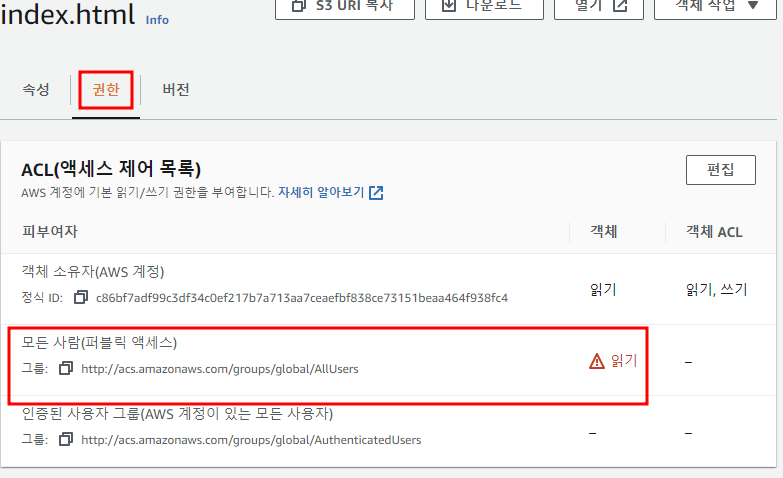 index.html Info
S3 URI 복사 다운로드 열기 객체 작업
속성 권한 버전
ACL(액세스 제어 목록) 편집
AWS 계정에 기본 읽기/쓰기 권한을 부여합니다. 자세히 알아보기
피부여자 객체 객체 ACL
객체 소유자(AWS 계정)
정식 ID: c86bf7adf99c3df34c0ef217b7a713aa7ceaefbf838ce73151beaa464f938fc4 읽기 읽기, 쓰기
모든 사람(퍼블릭 액세스)
그룹: http://acs.amazonaws.com/groups/global/AllUsers 읽기 –
인증된 사용자 그룹(AWS 계정이 있는 모든 사용자)
그룹: http://acs.amazonaws.com/groups/global/AuthenticatedUsers – –